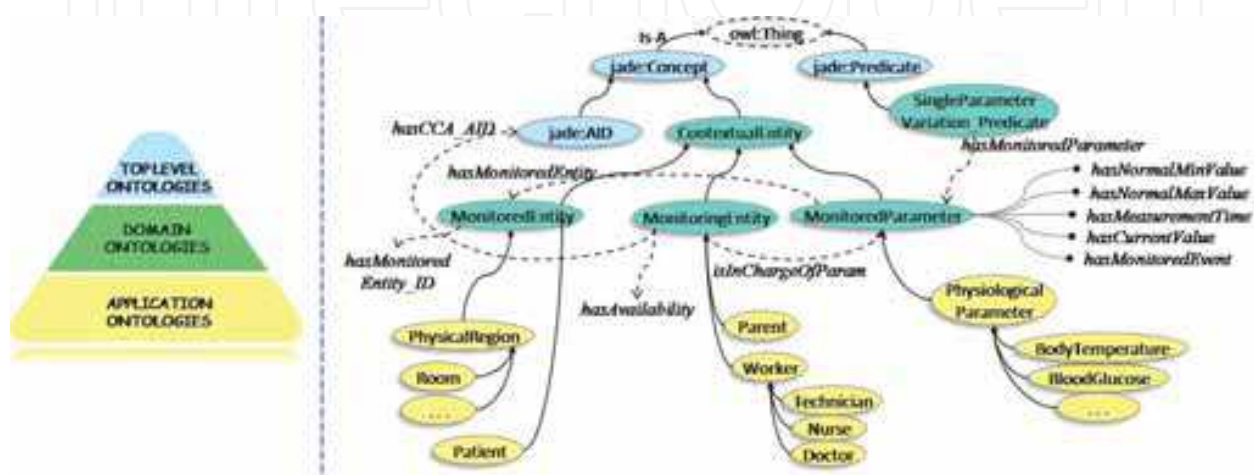 TOP LEVEL
ONTOLOGIES
DOMAIN
ONTOLOGIES
APPLICATION
ONTOLOGIES
Is A
owl:Thing
jade:Concept
jade:Predicate
SingleParameter
Variation_Predicate
hasCCA_AID
jade:AID
ContextualEntity
hasMonitoredParameter
hasMonitoredEntity
hasNormalMinValue
hasNormalMaxValue
MonitoredEntity
MonitoringEntity
MonitoredParameter
hasMeasurementTime
hasCurrentValue
hasMonitoredEvent
hasMonitored
Entity_ID
isInChargeOfParam
hasAvailability
Physiological
Parameter
PhysicalRegion
Parent
Room
Worker
BodyTemperature
BloodGlucose
. . .
Technician
. . .
Nurse
Patient
Doctor